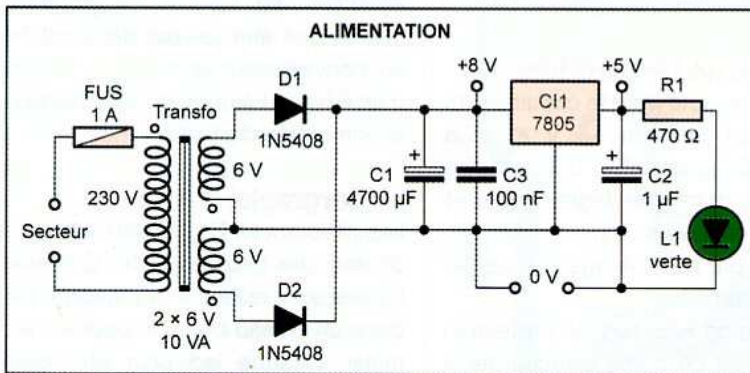 ALIMENTATION
FUS
1 A
Transfo
D1
1N5408
+8 V
CI1
7805
+5 V
R1
470 Ω
6 V
230 V
Secteur
6 V
+
C1
4700 µF
C3
100 nF
+
C2
1 µF
L1
verte
0 V
2 × 6 V
10 VA
D2
1N5408